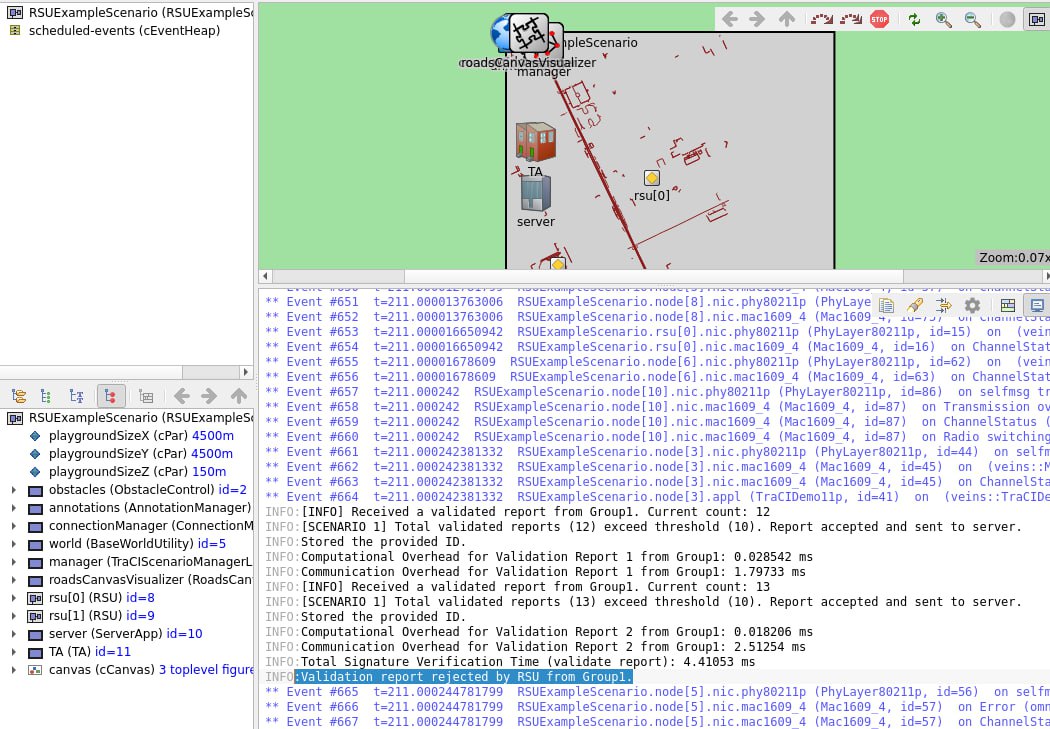 RSUExampleScenario (RSUExampleSc
scheduled-events (cEventHeap)
RSUExampleScenario (RSUExampleSc
playgroundSizeX (cPar) 4500m
playgroundSizeY (cPar) 4500m
playgroundSizeZ (cPar) 150m
obstacles (ObstacleControl) id=2
annotations (AnnotationManager)
connectionManager (ConnectionM
world (BaseWorldUtility) id=5
manager (TraCIScenarioManagerL
roadsCanvasVisualizer (RoadsCan
rsu[0] (RSU) id=8
rsu[1] (RSU) id=9
server (ServerApp) id=10
TA (TA) id=11
canvas (cCanvas) 3 toplevel figure
STOP
mpleScenario
roadsCanvasVisualizer
manager
TA
rsu[0]
server
Zoom:0.07x
** Event #651 t=211.000013763006 RSUExampleScenario.node[8].nic.phy80211p (PhyLaye
** Event #652 t=211.000013763006 RSUExampleScenario.node[8].nic.mac1609_4 (Mac1609_4, id=75) on ChannelSta
** Event #653 t=211.000016650942 RSUExampleScenario.rsu[0].nic.phy80211p (PhyLayer80211p, id=15) on (vein
** Event #654 t=211.000016650942 RSUExampleScenario.rsu[0].nic.mac1609_4 (Mac1609_4, id=16) on ChannelStat
** Event #655 t=211.00001678609 RSUExampleScenario.node[6].nic.phy80211p (PhyLayer80211p, id=62) on (vein
** Event #656 t=211.00001678609 RSUExampleScenario.node[6].nic.mac1609_4 (Mac1609_4, id=63) on ChannelStat
** Event #657 t=211.000242 RSUExampleScenario.node[10].nic.phy80211p (PhyLayer80211p, id=86) on selfmsg tr
** Event #658 t=211.000242 RSUExampleScenario.node[10].nic.mac1609_4 (Mac1609_4, id=87) on Transmission ov
** Event #659 t=211.000242 RSUExampleScenario.node[10].nic.mac1609_4 (Mac1609_4, id=87) on ChannelStatus (
** Event #660 t=211.000242 RSUExampleScenario.node[10].nic.mac1609_4 (Mac1609_4, id=87) on Radio switching
** Event #661 t=211.000242381332 RSUExampleScenario.node[3].nic.phy80211p (PhyLayer80211p, id=44) on selfm
** Event #662 t=211.000242381332 RSUExampleScenario.node[3].nic.mac1609_4 (Mac1609_4, id=45) on (veins::M
** Event #663 t=211.000242381332 RSUExampleScenario.node[3].nic.mac1609_4 (Mac1609_4, id=45) on ChannelSta
** Event #664 t=211.000242381332 RSUExampleScenario.node[3].appl (TraCIDemo11p, id=41) on (veins::TraCIDe
INFO:[INFO] Received a validated report from Group1. Current count: 12
INFO:[SCENARIO 1] Total validated reports (12) exceed threshold (10). Report accepted and sent to server.
INFO:Stored the provided ID.
INFO:Computational Overhead for Validation Report 1 from Group1: 0.028542 ms
INFO:Communication Overhead for Validation Report 1 from Group1: 1.79733 ms
INFO:[INFO] Received a validated report from Group1. Current count: 13
INFO:[SCENARIO 1] Total validated reports (13) exceed threshold (10). Report accepted and sent to server.
INFO:Stored the provided ID.
INFO:Computational Overhead for Validation Report 2 from Group1: 0.018206 ms
INFO:Communication Overhead for Validation Report 2 from Group1: 2.51254 ms
INFO:Total Signature Verification Time (validate report): 4.41053 ms
INFO:Validation report rejected by RSU from Group1.
** Event #665 t=211.000244781799 RSUExampleScenario.node[5].nic.phy80211p (PhyLayer80211p, id=56) on selfm
** Event #666 t=211.000244781799 RSUExampleScenario.node[5].nic.mac1609_4 (Mac1609_4, id=57) on Error (omn
** Event #667 t=211.000244781799 RSUExampleScenario.node[5].nic.mac1609_4 (Mac1609_4, id=57) on ChannelSta